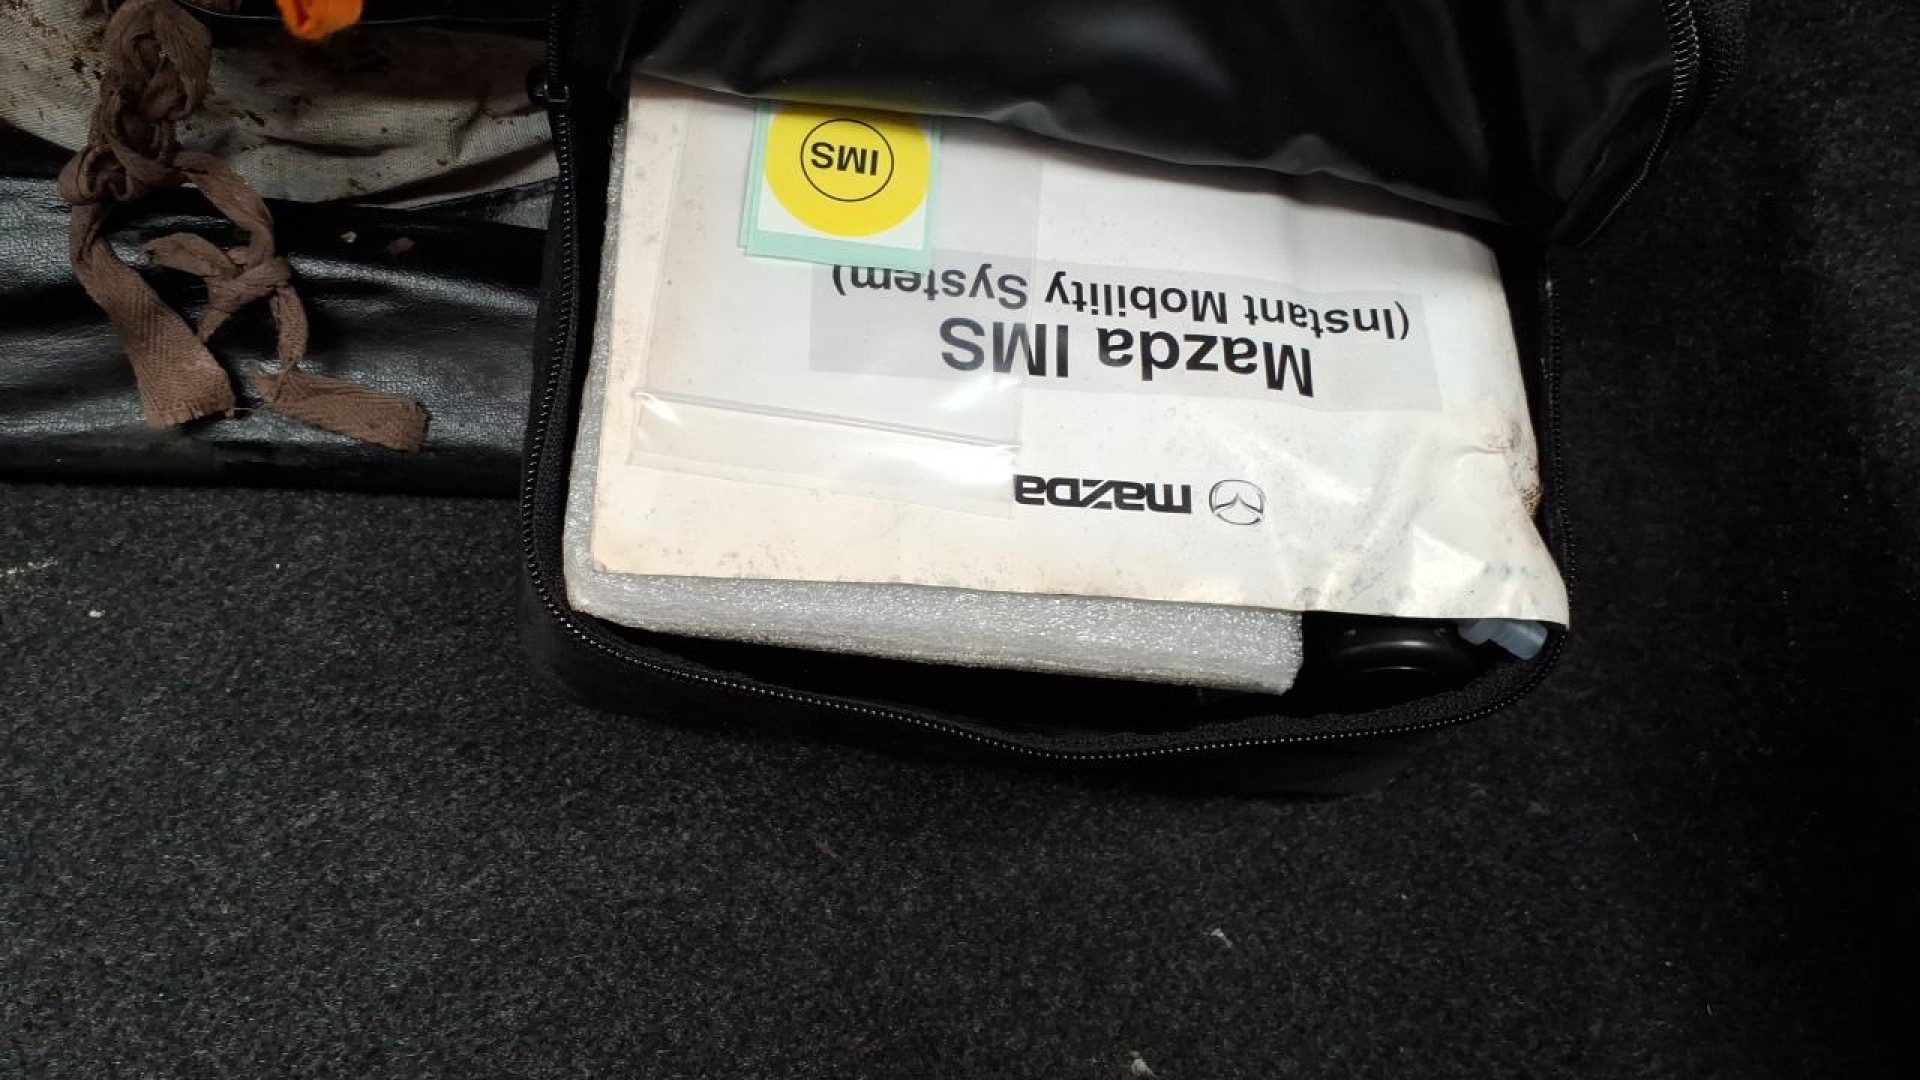 mazda
Mazda IMS
(Instant Mobility System)
IMS